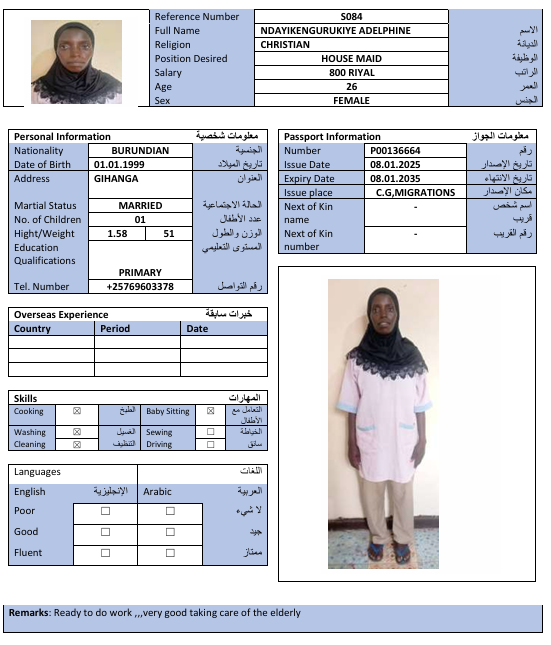 Reference Number S084
Full Name NDAYIKENGURUKIYE ADELPHINE الاسم
Religion CHRISTIAN الديانة
Position Desired HOUSE MAID الوظيفة
Salary 800 RIYAL الراتب
Age 26 العمر
Sex FEMALE الجنس
Personal Information معلومات شخصية
Nationality BURUNDIAN الجنسية
Date of Birth 01.01.1999 تاريخ الميلاد
Address GIHANGA العنوان
Martial Status MARRIED الحالة الاجتماعية
No. of Children 01 عدد الأطفال
Hight/Weight 1.58 51 الوزن والطول
Education المستوى التعليمي
Qualifications
PRIMARY
Tel. Number +25769603378 رقم التواصل
Passport Information معلومات الجواز
Number P00136664 رقم
Issue Date 08.01.2025 تاريخ الإصدار
Expiry Date 08.01.2035 تاريخ الانتهاء
Issue place C.G,MIGRATIONS مكان الإصدار
Next of Kin - اسم شخص
name قريب
Next of Kin - رقم القريب
number
Overseas Experience خبرات سابقة
Country Period Date
Skills المهارات
Cooking ☒ الطبخ Baby Sitting ☒ التعامل مع
الأطفال
Washing ☒ الغسيل Sewing ☐ الخياطة
Cleaning ☒ التنظيف Driving ☐ سائق
Languages اللغات
English الإنجليزية Arabic العربية
Poor ☐ ☐ لا شيء
Good ☐ ☐ جيد
Fluent ☐ ☐ ممتاز
Remarks: Ready to do work ,,,very good taking care of the elderly